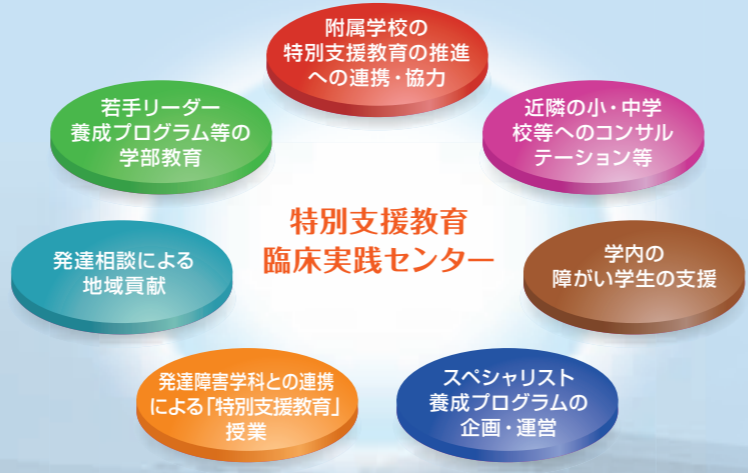 附属学校の
特別支援教育の推進
への連携・協力
若手リーダー
養成プログラム等の
学部教育
近隣の小・中学
校等へのコンサル
テーション等
特別支援教育
臨床実践センター
発達相談による
地域貢献
学内の
障がい学生の支援
発達障害学科との連携
による「特別支援教育」
授業
スペシャリスト
養成プログラムの
企画・運営